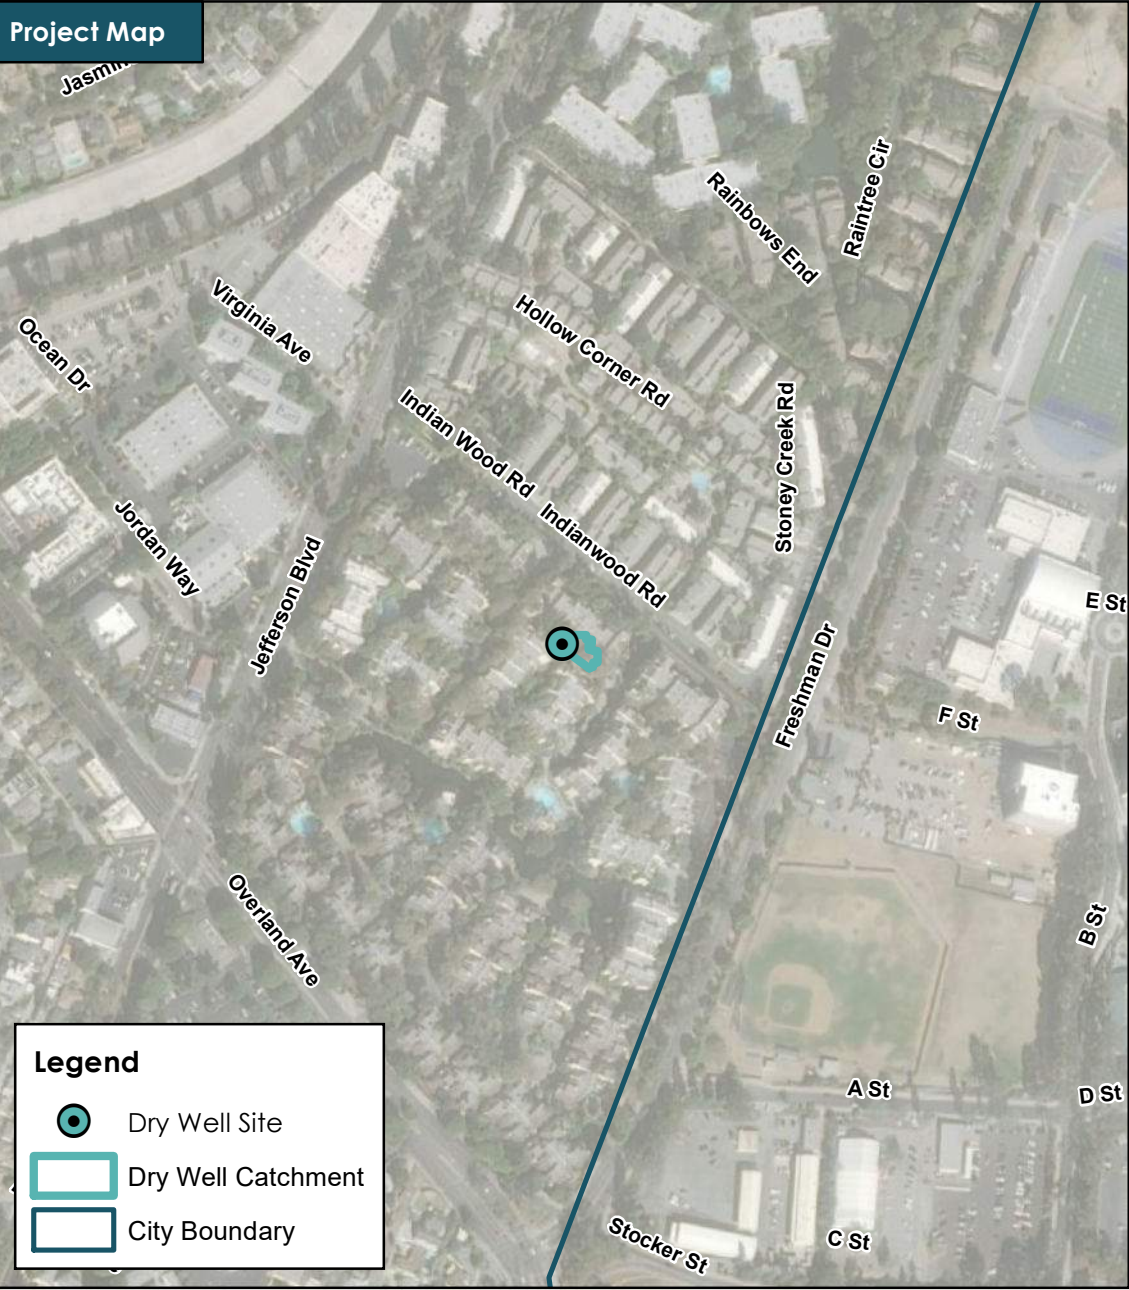 Project Map
Rainbows End
Raintree Cir
Virginia Ave
Ocean Dr
Hollow Corner Rd
Indian Wood Rd
Stoney Creek Rd
Indianwood Rd
Jordan Way
Jefferson Blvd
E St
Freshman Dr
F St
Overland Ave
B St
A St
D St
Stocker St
C St
Legend
Dry Well Site
Dry Well Catchment
City Boundary